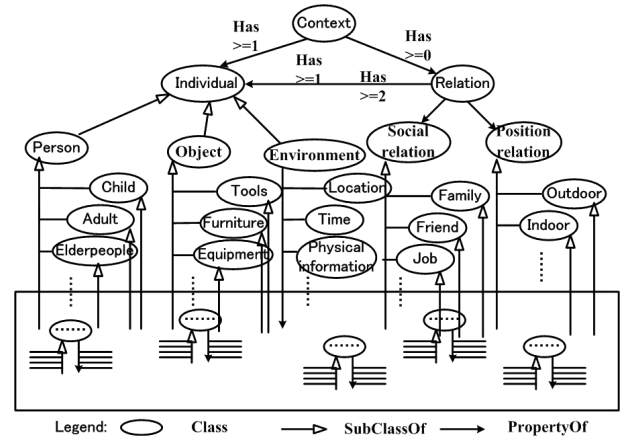 Context
Has
>=1
Has
>=0
Has
>=1
Has
>=2
Individual
Relation
Person
Object
Environment
Social
relation
Position
relation
Child
Tools
Location
Family
Outdoor
Adult
Furniture
Time
Friend
Indoor
Elderpeople
Equipment
Physical
information
Job
Legend:
Class
SubClassOf
PropertyOf